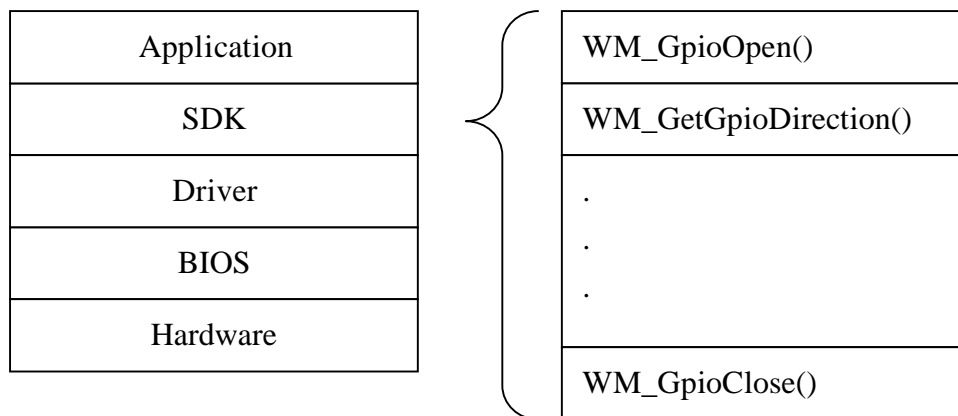 Application
SDK
Driver
BIOS
Hardware
WM_GpioOpen()
WM_GetGpioDirection()
.
.
.
WM_GpioClose()